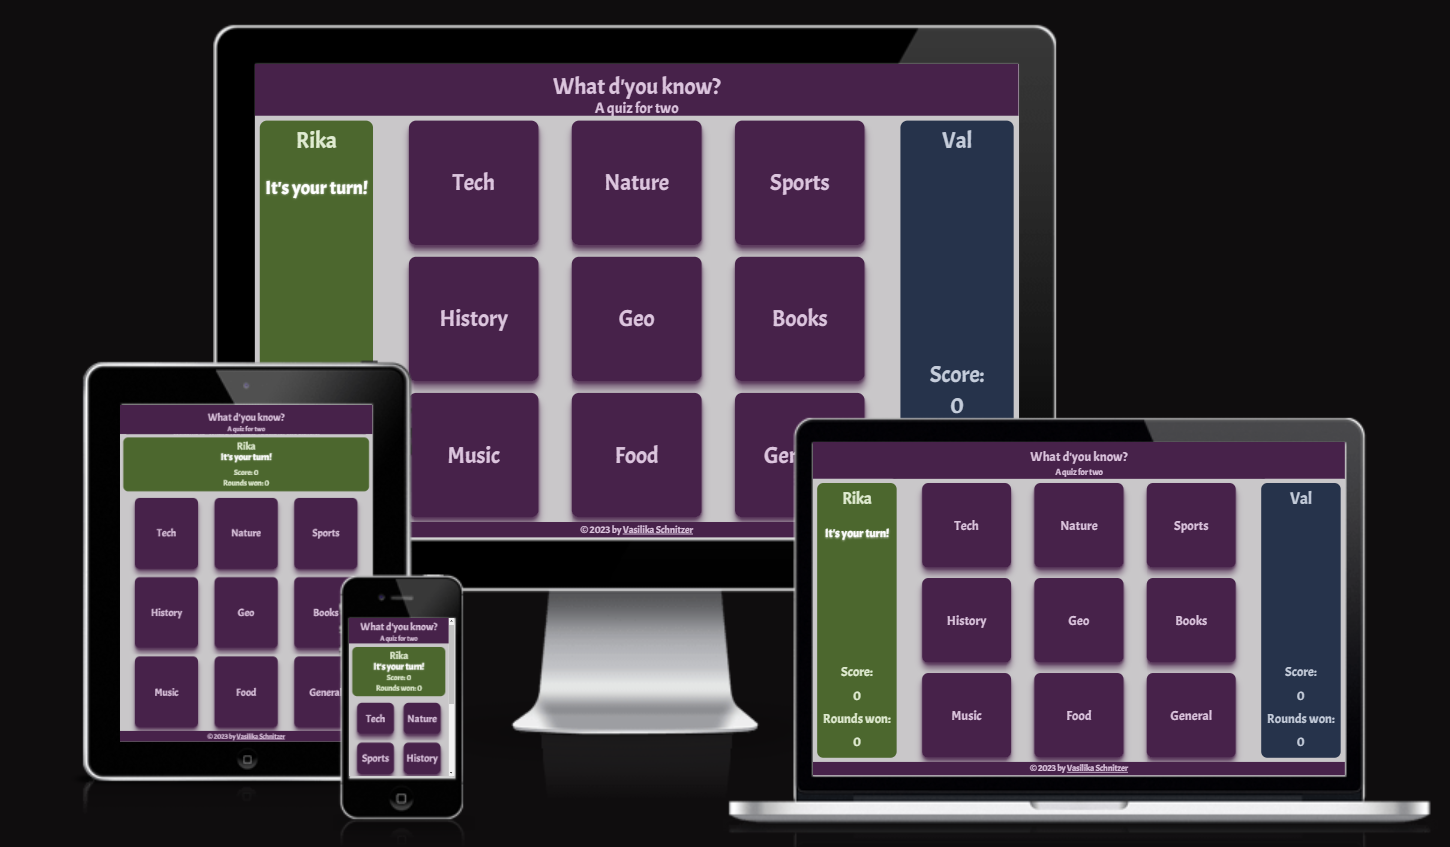 What d'you know?
A quiz for two
Rika
It's your turn!
Tech
Nature
Sports
History
Geo
Books
Music
Food
Gen
Val
Score:
0
© 2023 by Vasilika Schnitzer
What d'you know?
A quiz for two
Rika
It's your turn!
Score: 0
Rounds won: 0
Tech
Nature
Sports
History
Geo
Books
Music
Food
General
© 2023 by Vasilika Schnitzer
What d'you know?
A quiz for two
Rika
It's your turn!
Score: 0
Rounds won: 0
Tech
Nature
Sports
History
What d'you know?
A quiz for two
Rika
It's your turn!
Score:
0
Rounds won:
0
Tech
Nature
Sports
History
Geo
Books
Music
Food
General
Val
Score:
0
Rounds won:
0
© 2023 by Vasilika Schnitzer